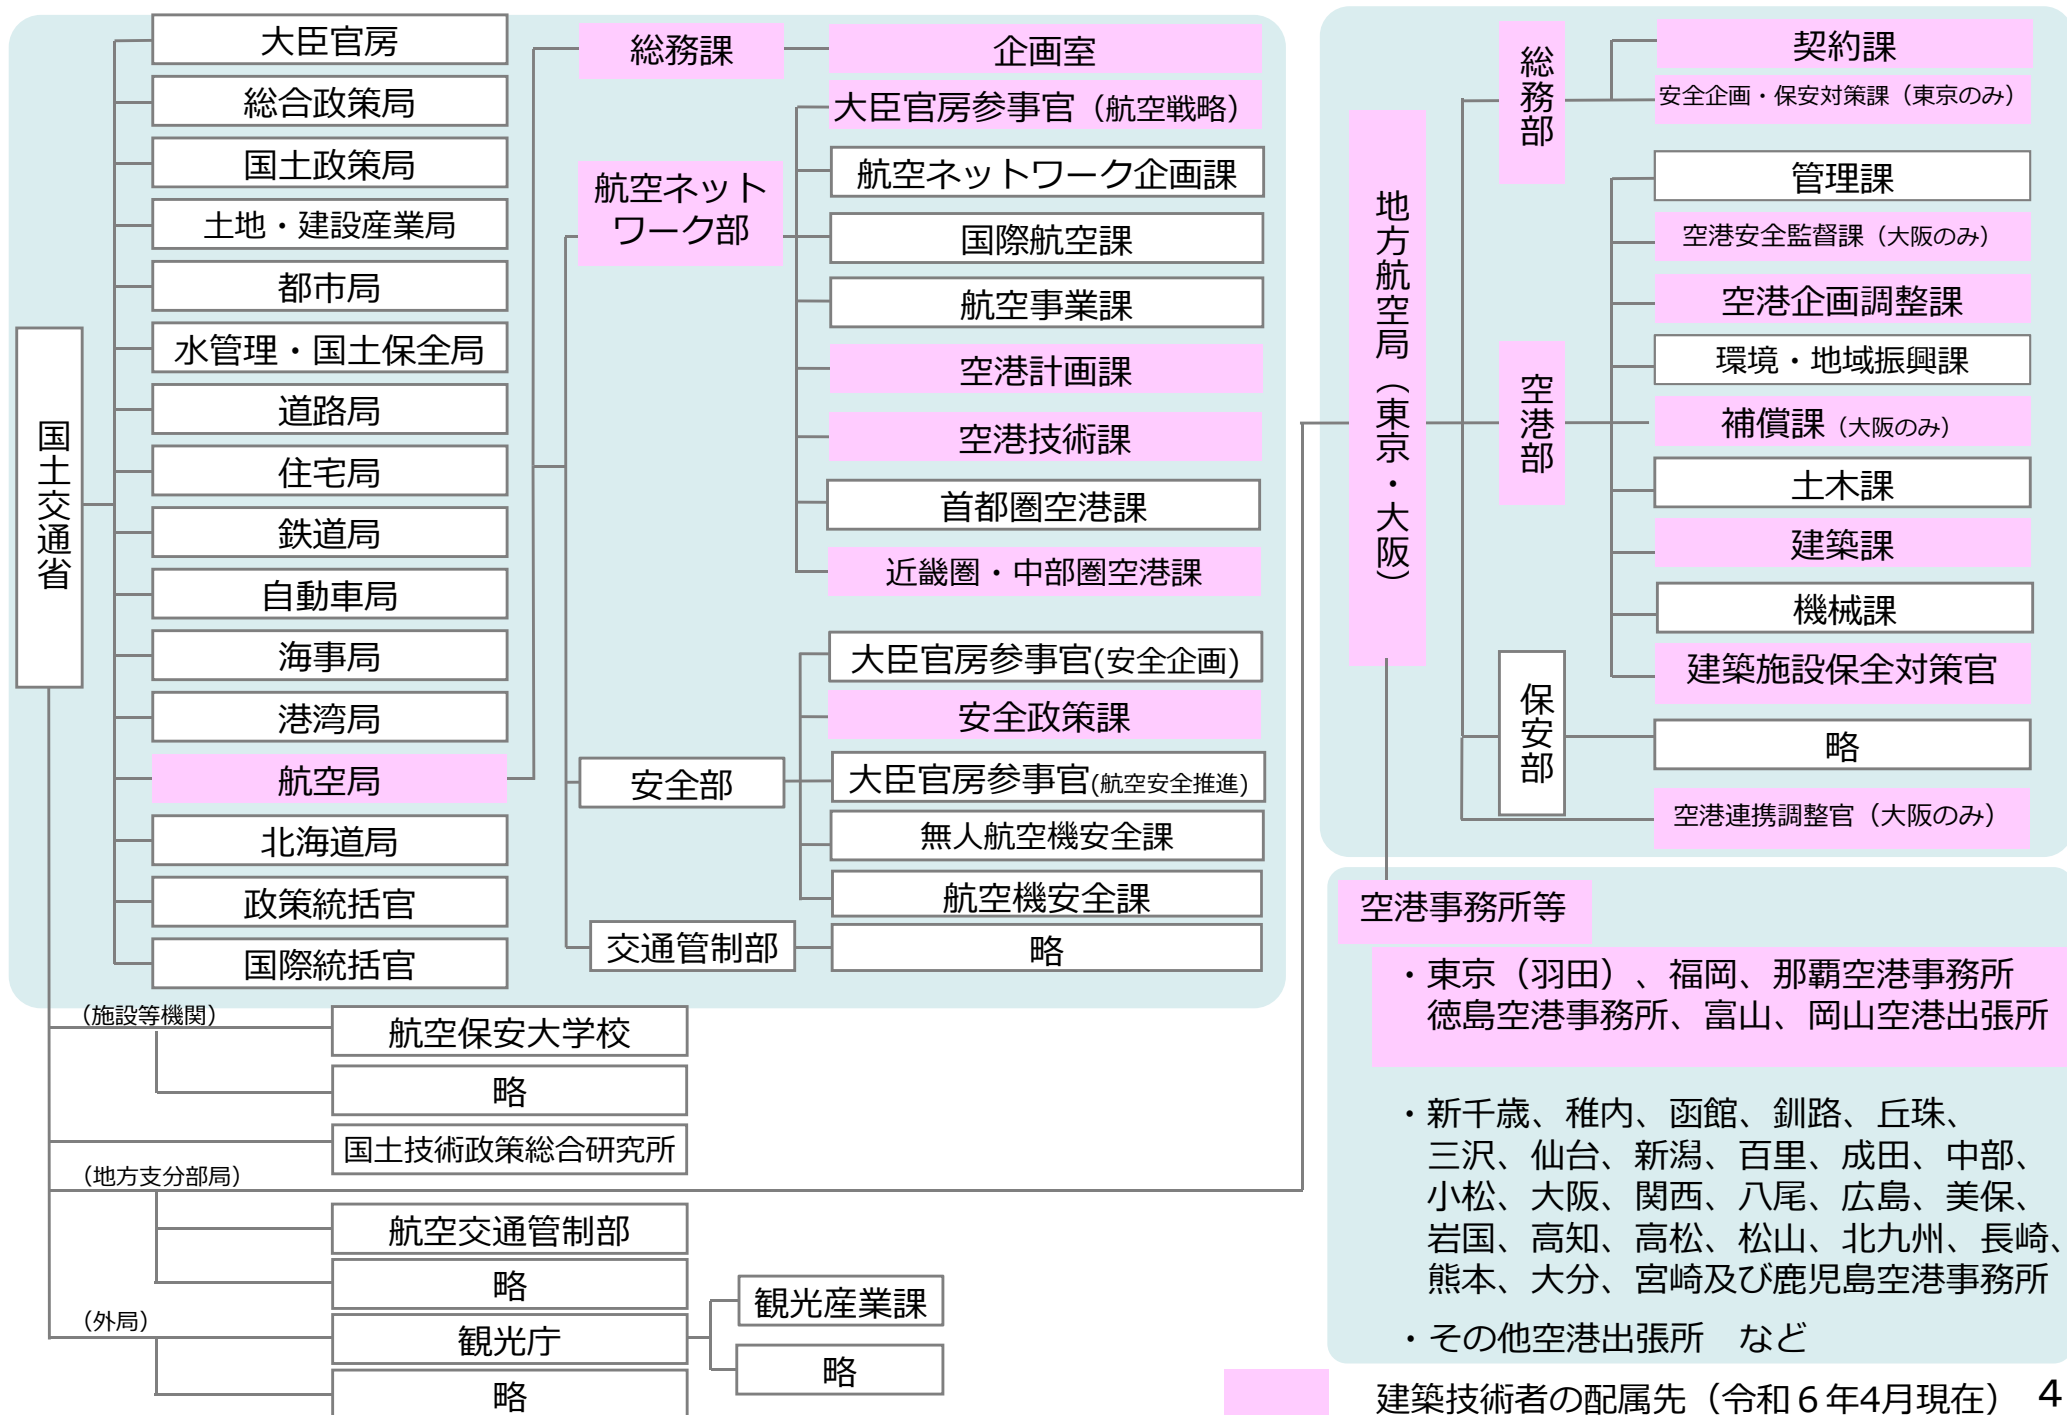 国土交通省
大臣官房
総合政策局
国土政策局
土地・建設産業局
都市局
水管理・国土保全局
道路局
住宅局
鉄道局
自動車局
海事局
港湾局
航空局
北海道局
政策統括官
国際統括官
総務課
企画室
航空ネット
ワーク部
大臣官房参事官（航空戦略）
航空ネットワーク企画課
国際航空課
航空事業課
空港計画課
空港技術課
首都圏空港課
近畿圏・中部圏空港課
安全部
大臣官房参事官(安全企画)
安全政策課
大臣官房参事官(航空安全推進)
無人航空機安全課
航空機安全課
交通管制部
略
（施設等機関）
航空保安大学校
略
国土技術政策総合研究所
（地方支分部局）
航空交通管制部
略
（外局）
観光庁
観光産業課
略
略
地方航空局（東京・大阪）
総務部
契約課
安全企画・保安対策課（東京のみ）
空港部
管理課
空港安全監督課（大阪のみ）
空港企画調整課
環境・地域振興課
補償課（大阪のみ）
土木課
建築課
機械課
建築施設保全対策官
保安部
略
空港連携調整官（大阪のみ）
空港事務所等
・東京（羽田）、福岡、那覇空港事務所
徳島空港事務所、富山、岡山空港出張所
・新千歳、稚内、函館、釧路、丘珠、
三沢、仙台、新潟、百里、成田、中部、
小松、大阪、関西、八尾、広島、美保、
岩国、高知、高松、松山、北九州、長崎、
熊本、大分、宮崎及び鹿児島空港事務所
・その他空港出張所　など
建築技術者の配属先（令和６年4月現在）
4